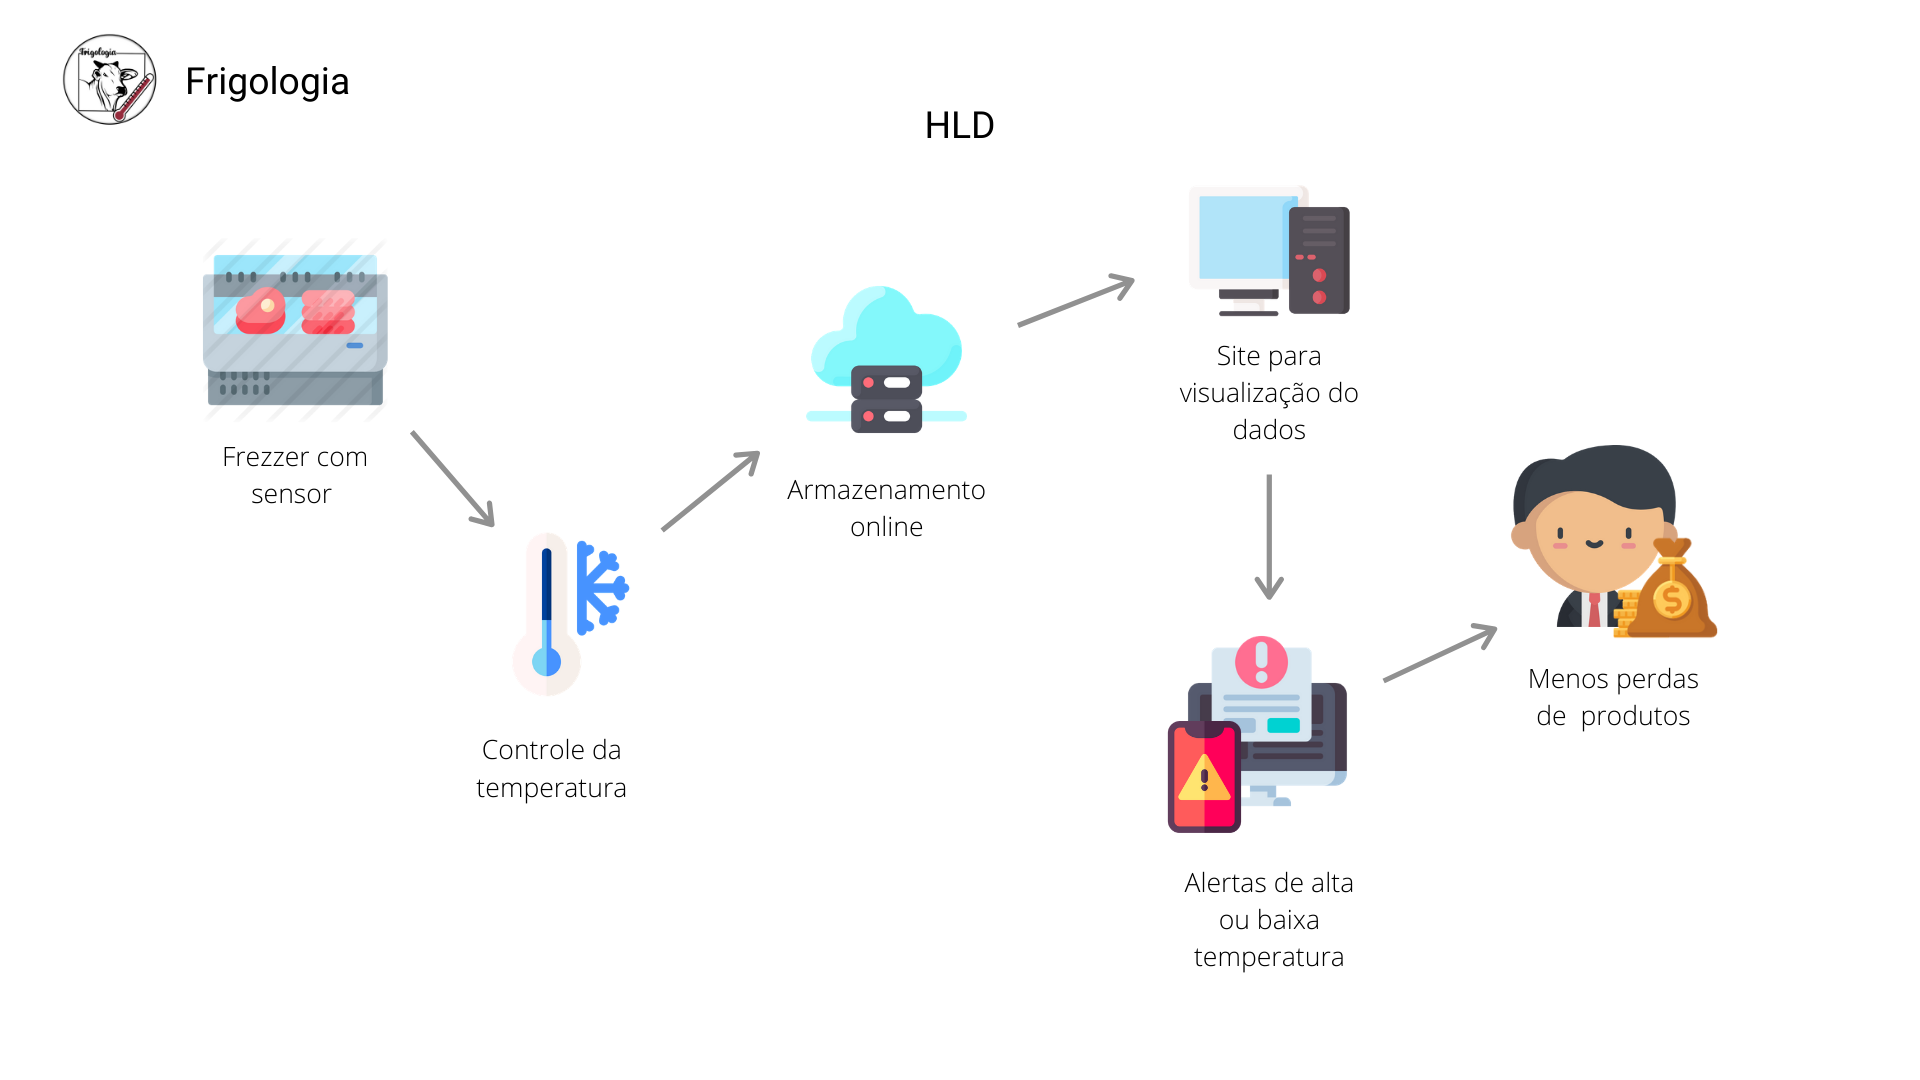 Frigologia
Frigologia
HLD
Frezzer com
sensor
Controle da
temperatura
Armazenamento
online
Site para
visualização do
dados
Alertas de alta
ou baixa
temperatura
Menos perdas
de produtos